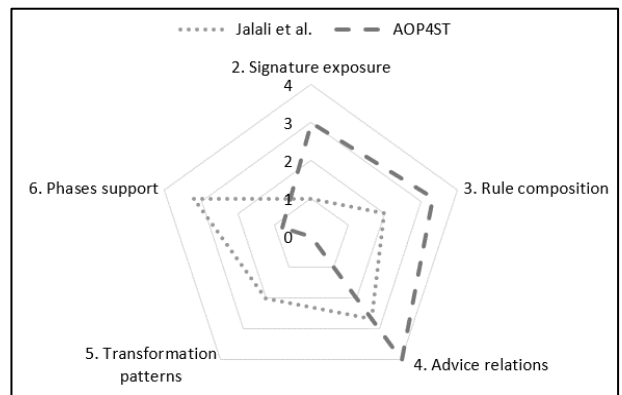 Jalali et al. AOP4ST
2. Signature exposure
4
3
2
1
0
6. Phases support
3. Rule composition
5. Transformation
patterns
4. Advice relations